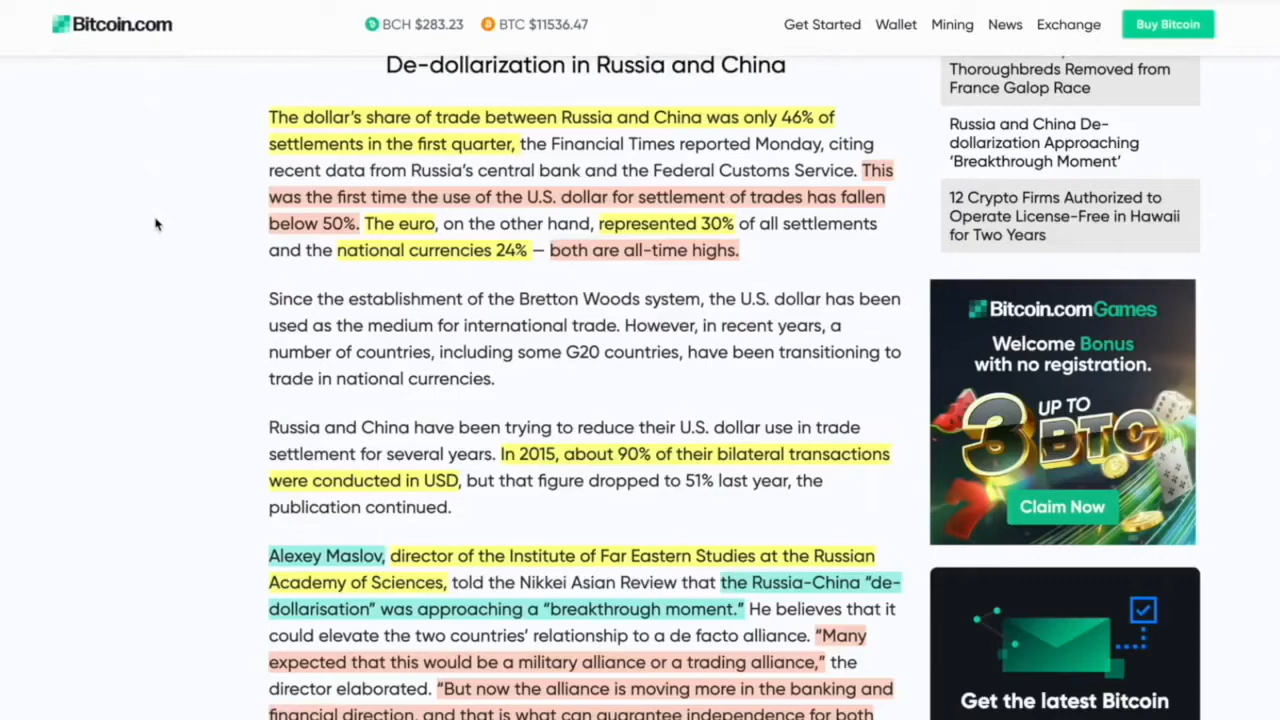 Bitcoin.com
BCH $283.23
BTC $11536.47
Get Started
Wallet
Mining
News
Exchange
Buy Bitcoin
De-dollarization in Russia and China
The dollar's share of trade between Russia and China was only 46% of
settlements in the first quarter, the Financial Times reported Monday, citing
recent data from Russia's central bank and the Federal Customs Service. This
was the first time the use of the U.S. dollar for settlement of trades has fallen
below 50%. The euro, on the other hand, represented 30% of all settlements
and the national currencies 24% – both are all-time highs.
Since the establishment of the Bretton Woods system, the U.S. dollar has been
used as the medium for international trade. However, in recent years, a
number of countries, including some G20 countries, have been transitioning to
trade in national currencies.
Russia and China have been trying to reduce their U.S. dollar use in trade
settlement for several years. In 2015, about 90% of their bilateral transactions
were conducted in USD, but that figure dropped to 51% last year, the
publication continued.
Alexey Maslov, director of the Institute of Far Eastern Studies at the Russian
Academy of Sciences, told the Nikkei Asian Review that the Russia-China "de-
dollarisation" was approaching a "breakthrough moment." He believes that it
could elevate the two countries' relationship to a de facto alliance. "Many
expected that this would be a military alliance or a trading alliance," the
director elaborated. "But now the alliance is moving more in the banking and
financial direction, and that is what can guarantee independence for both
Thoroughbreds Removed from
France Galop Race
Russia and China De-
dollarization Approaching
'Breakthrough Moment'
12 Crypto Firms Authorized to
Operate License-Free in Hawaii
for Two Years
Bitcoin.comGames
Welcome Bonus
with no registration.
UP TO
3 BTC
Claim Now
Get the latest Bitcoin